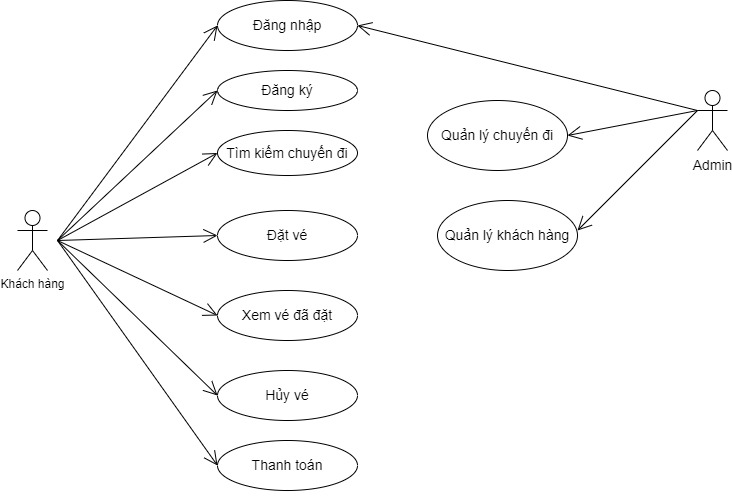 Đăng nhập
Đăng ký
Quản lý chuyến đi
Tìm kiếm chuyến đi
Admin
Đặt vé
Quản lý khách hàng
Khách hàng
Xem vé đã đặt
Hủy vé
Thanh toán